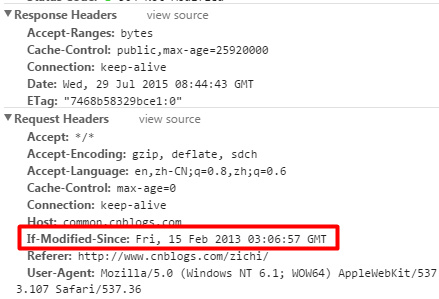 Response Headers view source
Accept-Ranges: bytes
Cache-Control: public,max-age=25920000
Connection: keep-alive
Date: Wed, 29 Jul 2015 08:44:43 GMT
ETag: "7468b58329bce1:0"
Request Headers view source
Accept: */*
Accept-Encoding: gzip, deflate, sdch
Accept-Language: en,zh-CN;q=0.8,zh;q=0.6
Cache-Control: max-age=0
Connection: keep-alive
Host: common.cnblogs.com
If-Modified-Since: Fri, 15 Feb 2013 03:06:57 GMT
Referer: http://www.cnblogs.com/zichi/
User-Agent: Mozilla/5.0 (Windows NT 6.1; WOW64) AppleWebKit/537
3.107 Safari/537.36